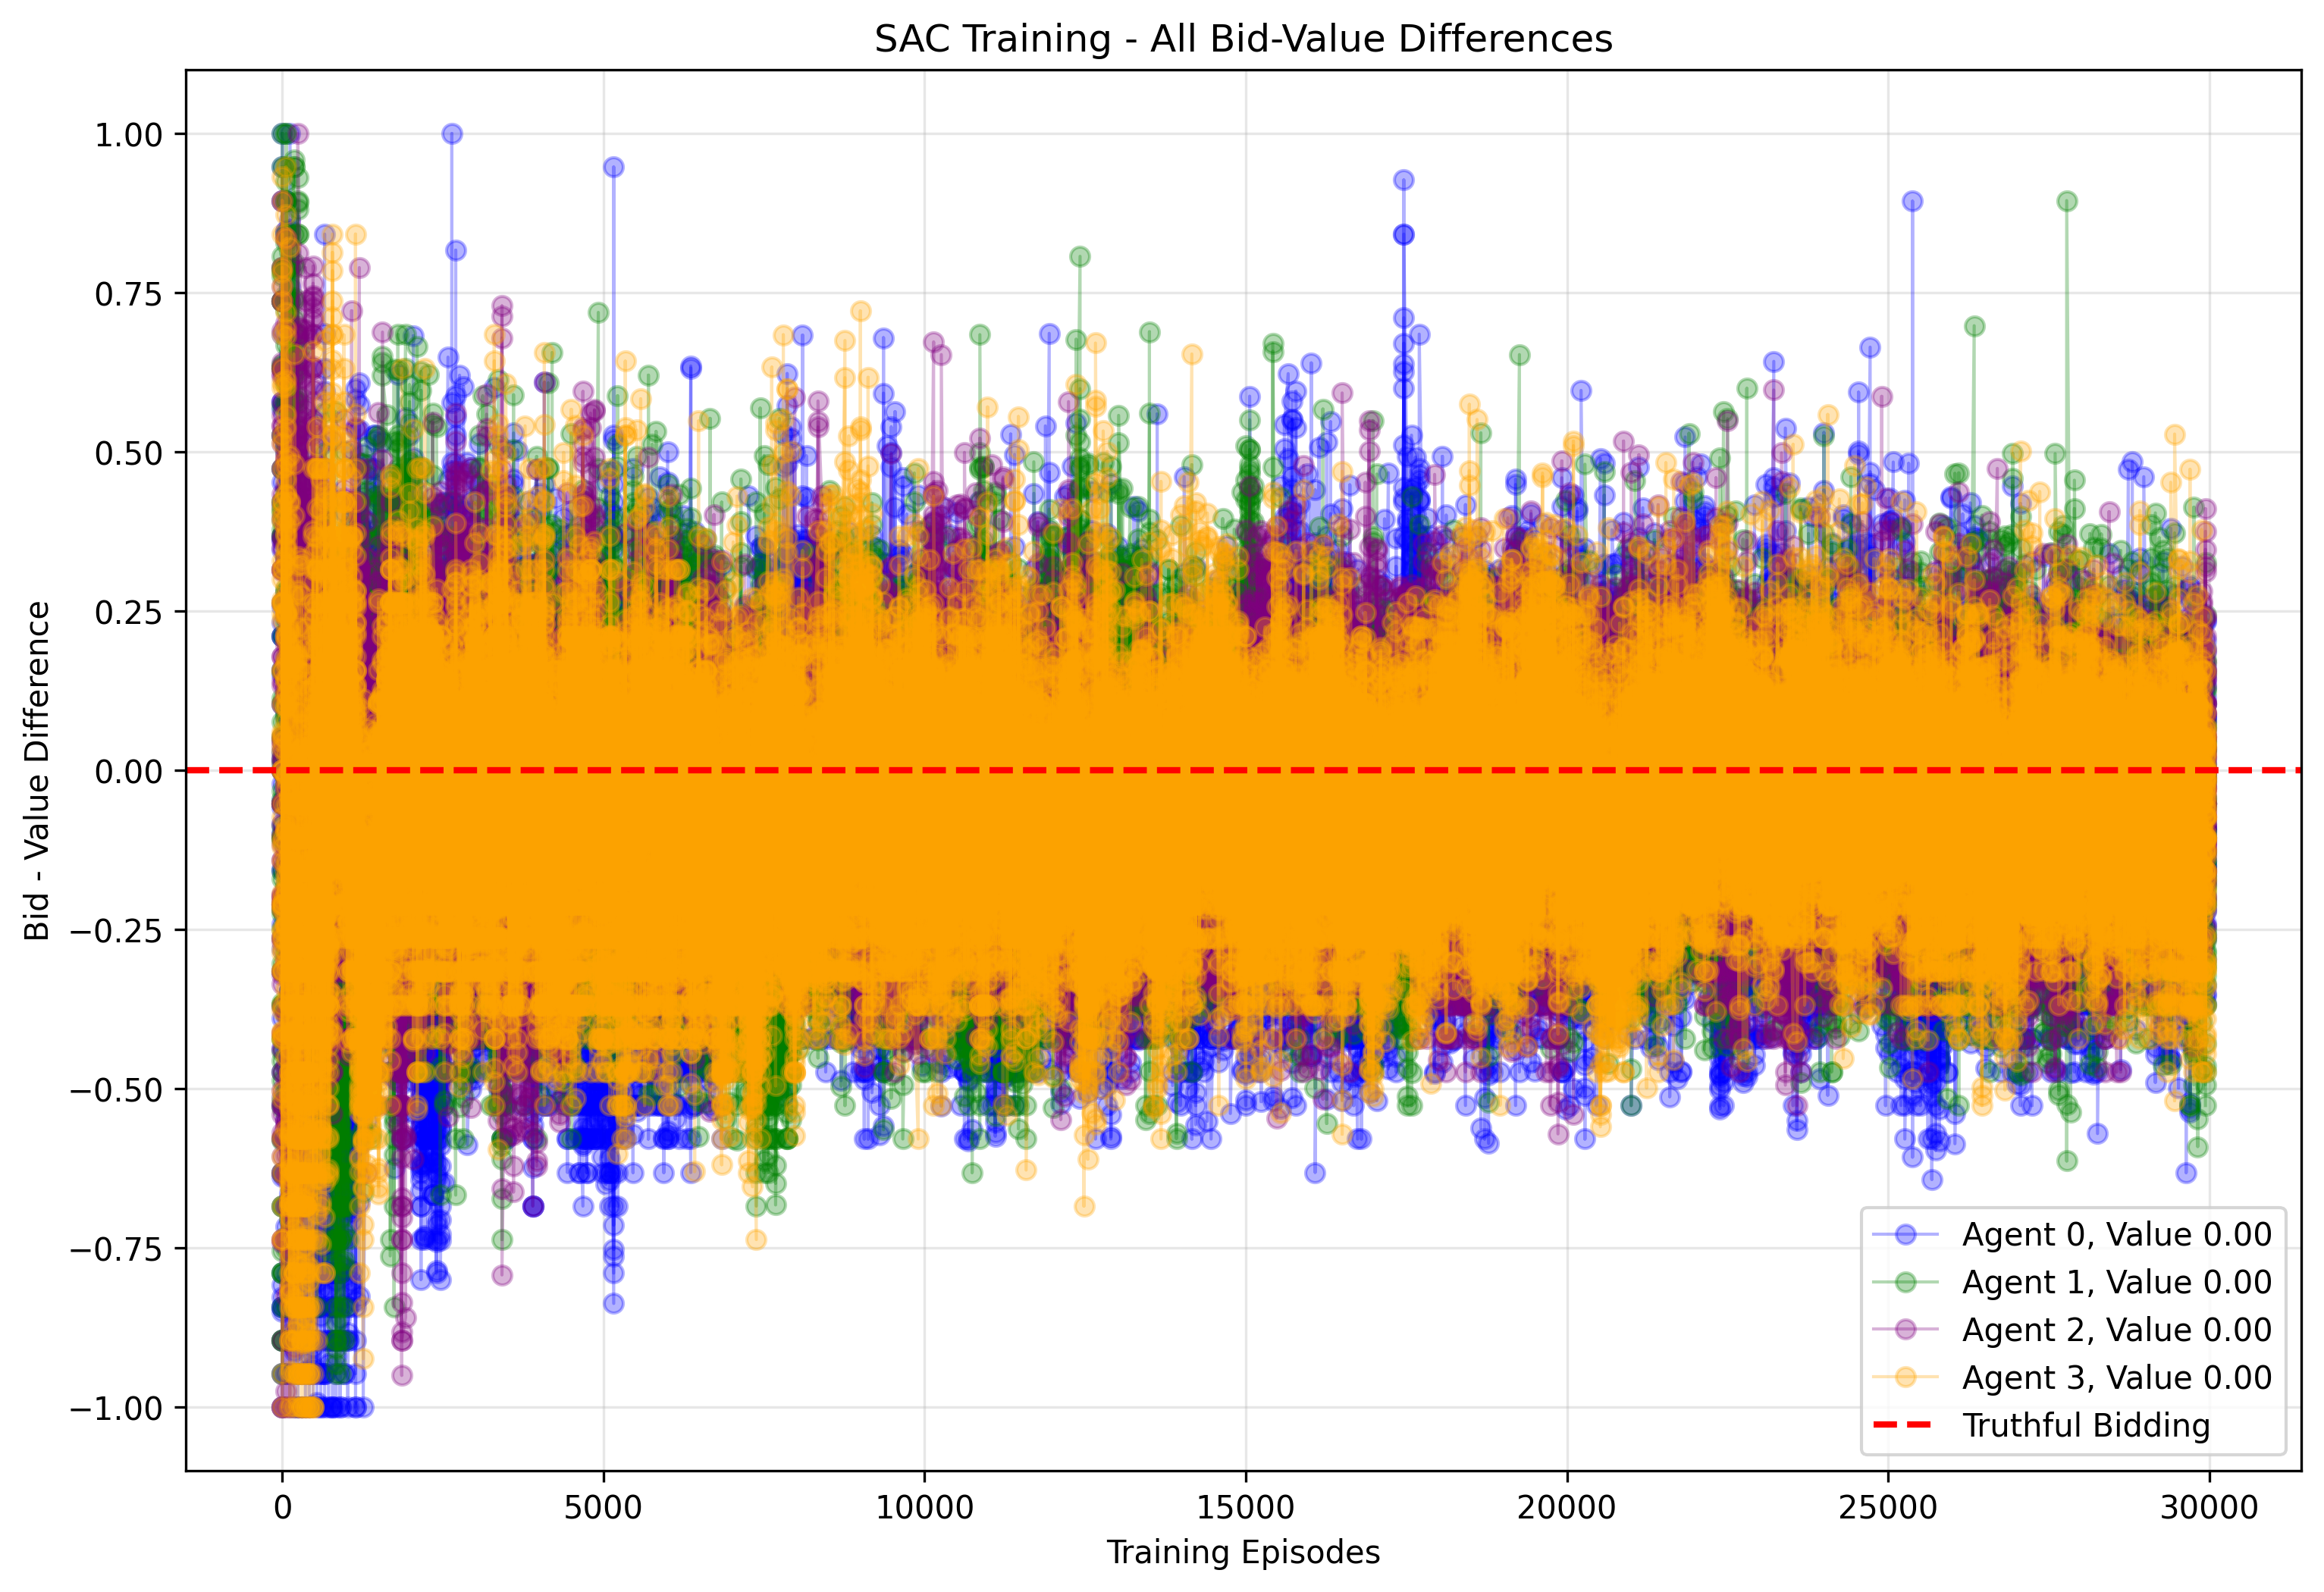 SAC Training - All Bid-Value Differences
Bid - Value Difference
1.00
0.75
0.50
0.25
0.00
−0.25
−0.50
−0.75
−1.00
0
5000
10000
15000
20000
25000
30000
Training Episodes
Agent 0, Value 0.00
Agent 1, Value 0.00
Agent 2, Value 0.00
Agent 3, Value 0.00
Truthful Bidding